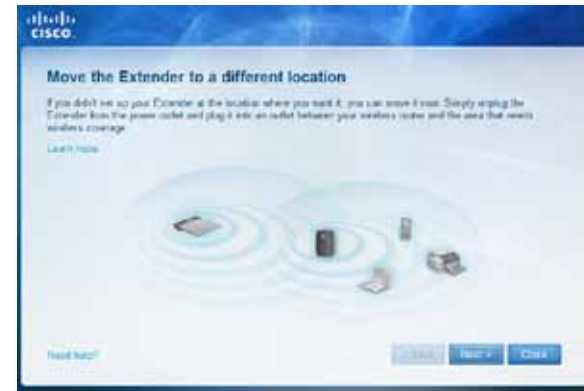 CISCO
Move the Extender to a different location
If you didn't set up your Extender at the location where you want it, you can move it now. Simply unplug the
Extender from the power outlet and plug it into an outlet between your wireless router and the area that needs
wireless coverage.
Learn more
Need help?
Next >
Close